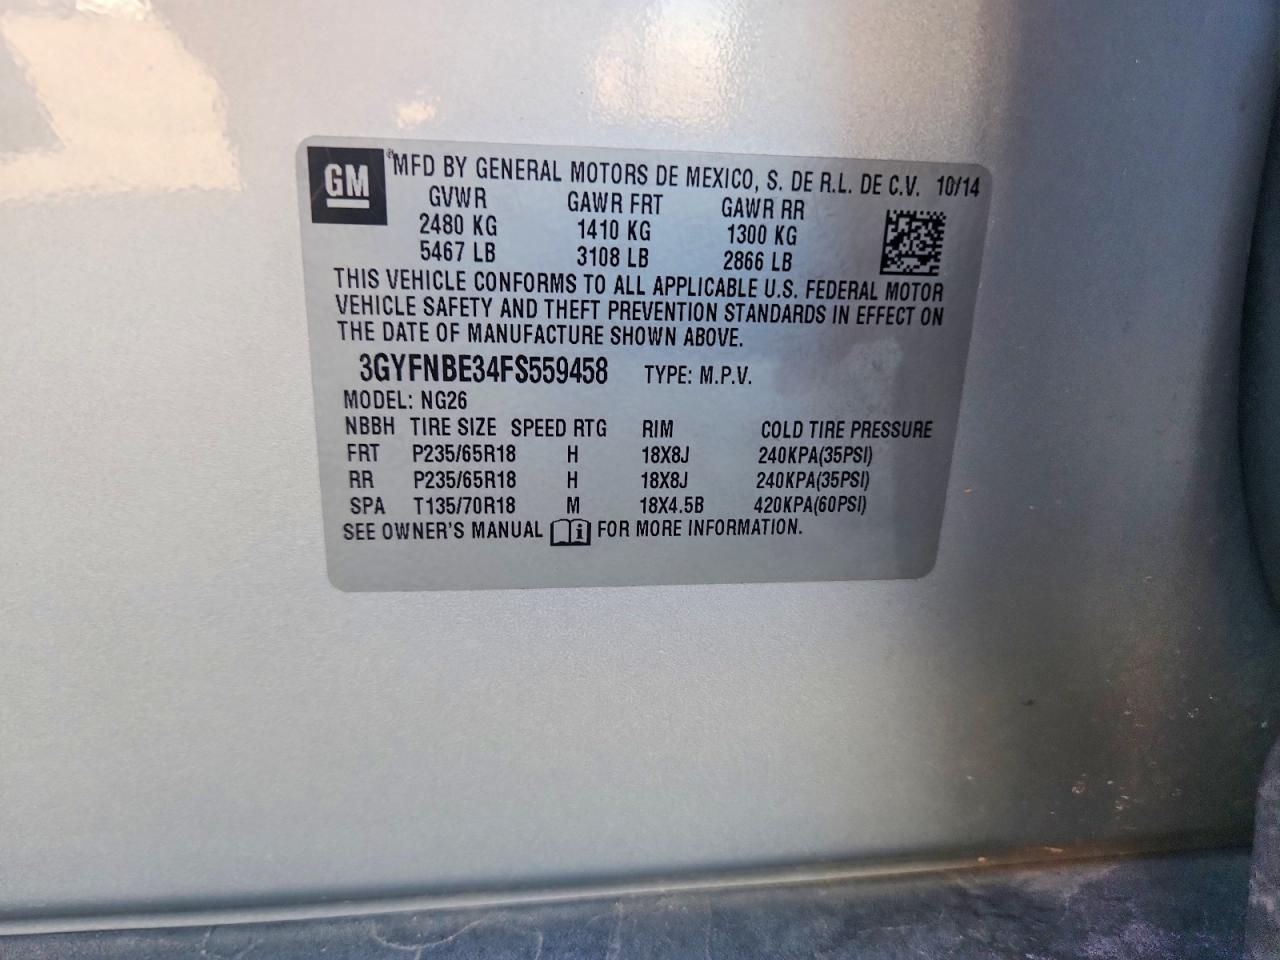 GM ® MFD BY GENERAL MOTORS DE MEXICO, S. DE R.L. DE C.V. 10/14
GVWR GAWR FRT GAWR RR
2480 KG 1410 KG 1300 KG
5467 LB 3108 LB 2866 LB
THIS VEHICLE CONFORMS TO ALL APPLICABLE U.S. FEDERAL MOTOR
VEHICLE SAFETY AND THEFT PREVENTION STANDARDS IN EFFECT ON
THE DATE OF MANUFACTURE SHOWN ABOVE.
3GYFNBE34FS559458 TYPE: M.P.V.
MODEL: NG26
NBBH TIRE SIZE SPEED RTG RIM COLD TIRE PRESSURE
FRT P235/65R18 H 18X8J 240KPA(35PSI)
RR P235/65R18 H 18X8J 240KPA(35PSI)
SPA T135/70R18 M 18X4.5B 420KPA(60PSI)
SEE OWNER'S MANUAL i FOR MORE INFORMATION.